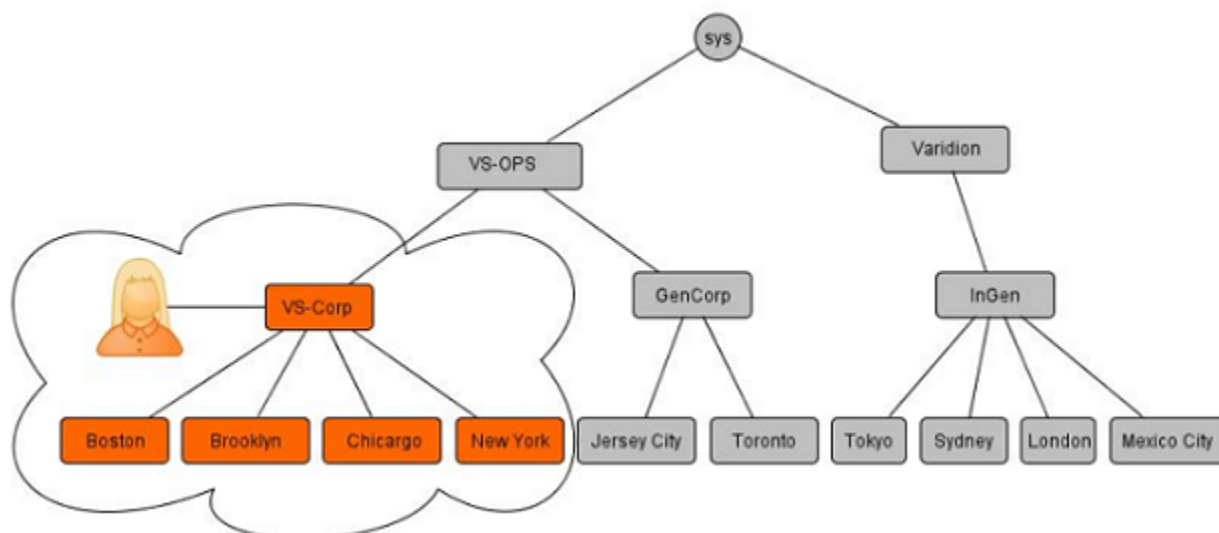 sys
VS-OPS
Varidion
VS-Corp
GenCorp
InGen
Boston
Brooklyn
Chicargo
New York
Jersey City
Toronto
Tokyo
Sydney
London
Mexico City